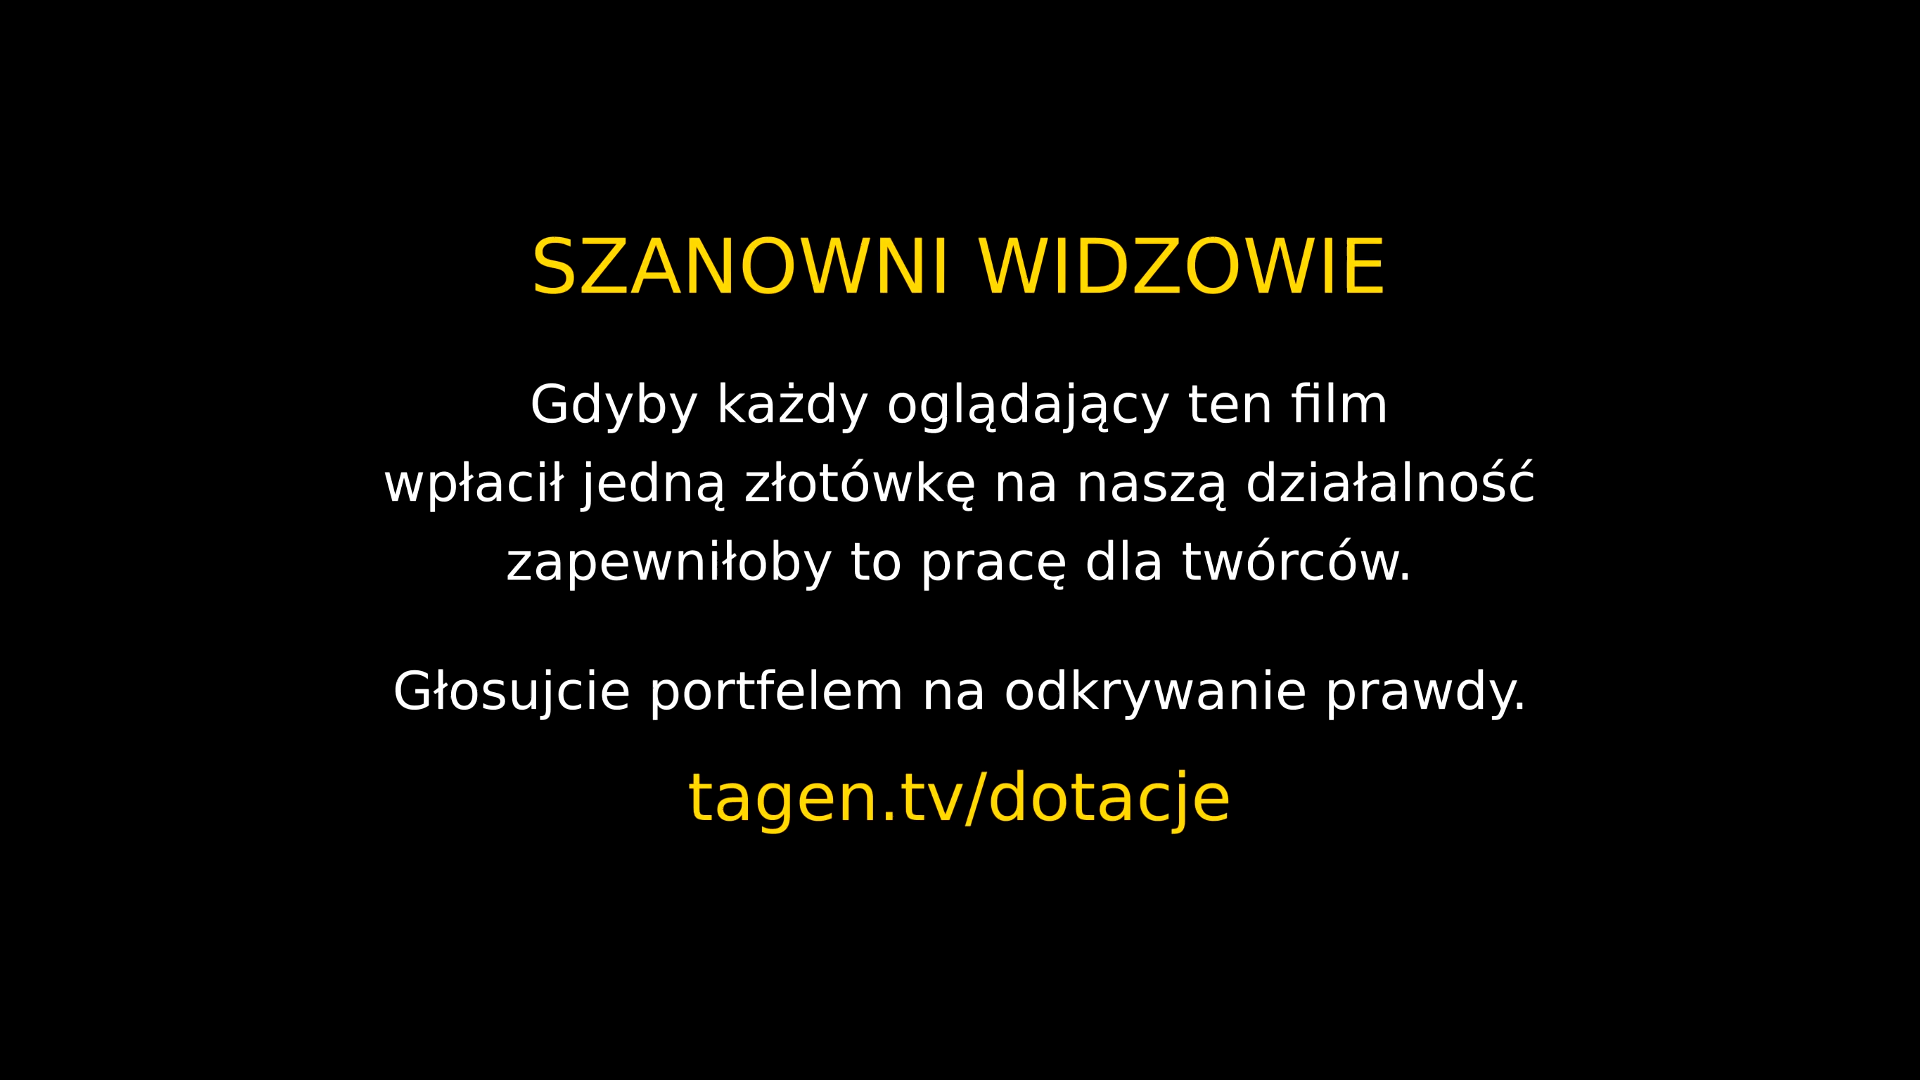 SZANOWNI WIDZOWIE
Gdyby każdy oglądający ten film
wpłacił jedną złotówkę na naszą działalność
zapewniłoby to pracę dla twórców.
Głosujcie portfelem na odkrywanie prawdy.
tagen.tv/dotacje